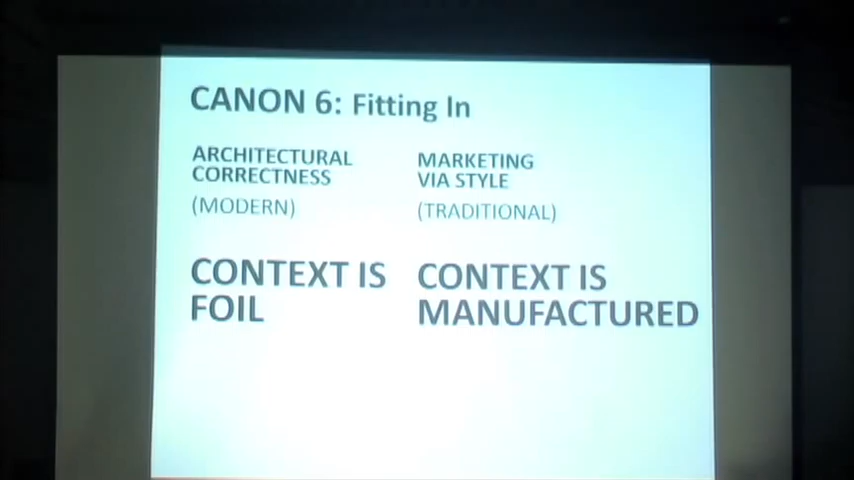 CANON 6: Fitting In
ARCHITECTURAL
CORRECTNESS
(MODERN)
MARKETING
VIA STYLE
(TRADITIONAL)
CONTEXT IS
FOIL
CONTEXT IS
MANUFACTURED